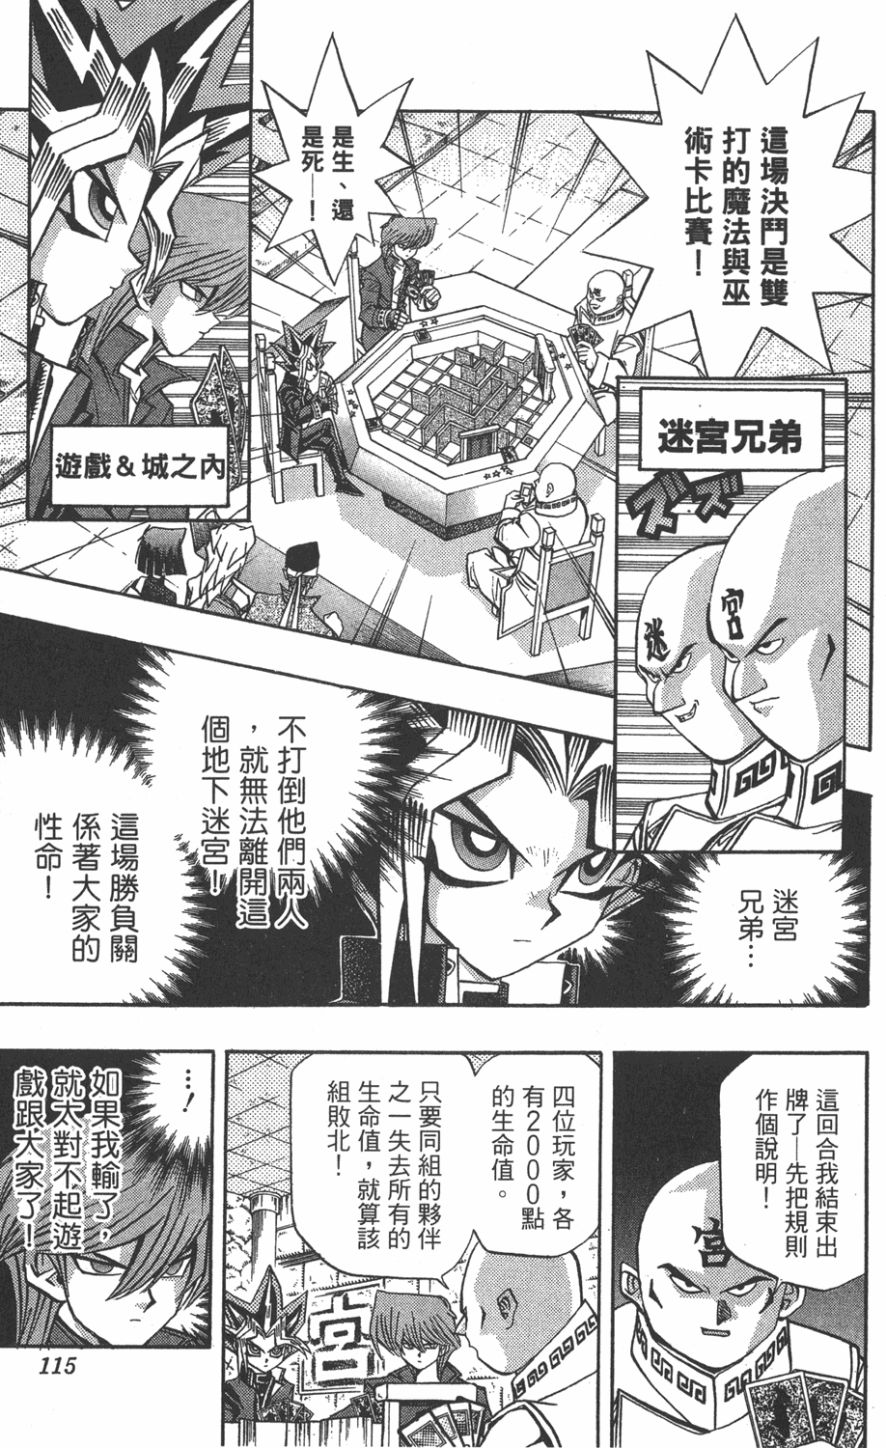 這場決鬥是雙
打的魔法與巫
術卡比賽！
是生、還
是死—！
遊戲＆城之內
迷宮兄弟
ズズ
迷
宮
迷宮
兄弟…
不打倒他們兩人
，就無法離開這
個地下迷宮！
這場勝負關
係著大家的
性命！
這回合我結束出
牌了—先把規則
作個說明！
宮
四位玩家，各
有2000點
的生命值。
只要同組的夥伴
之一失去所有的
生命值，就算該
組敗北！
宮
…！
如果我輸了，
就太對不起遊
戲跟大家了！
115